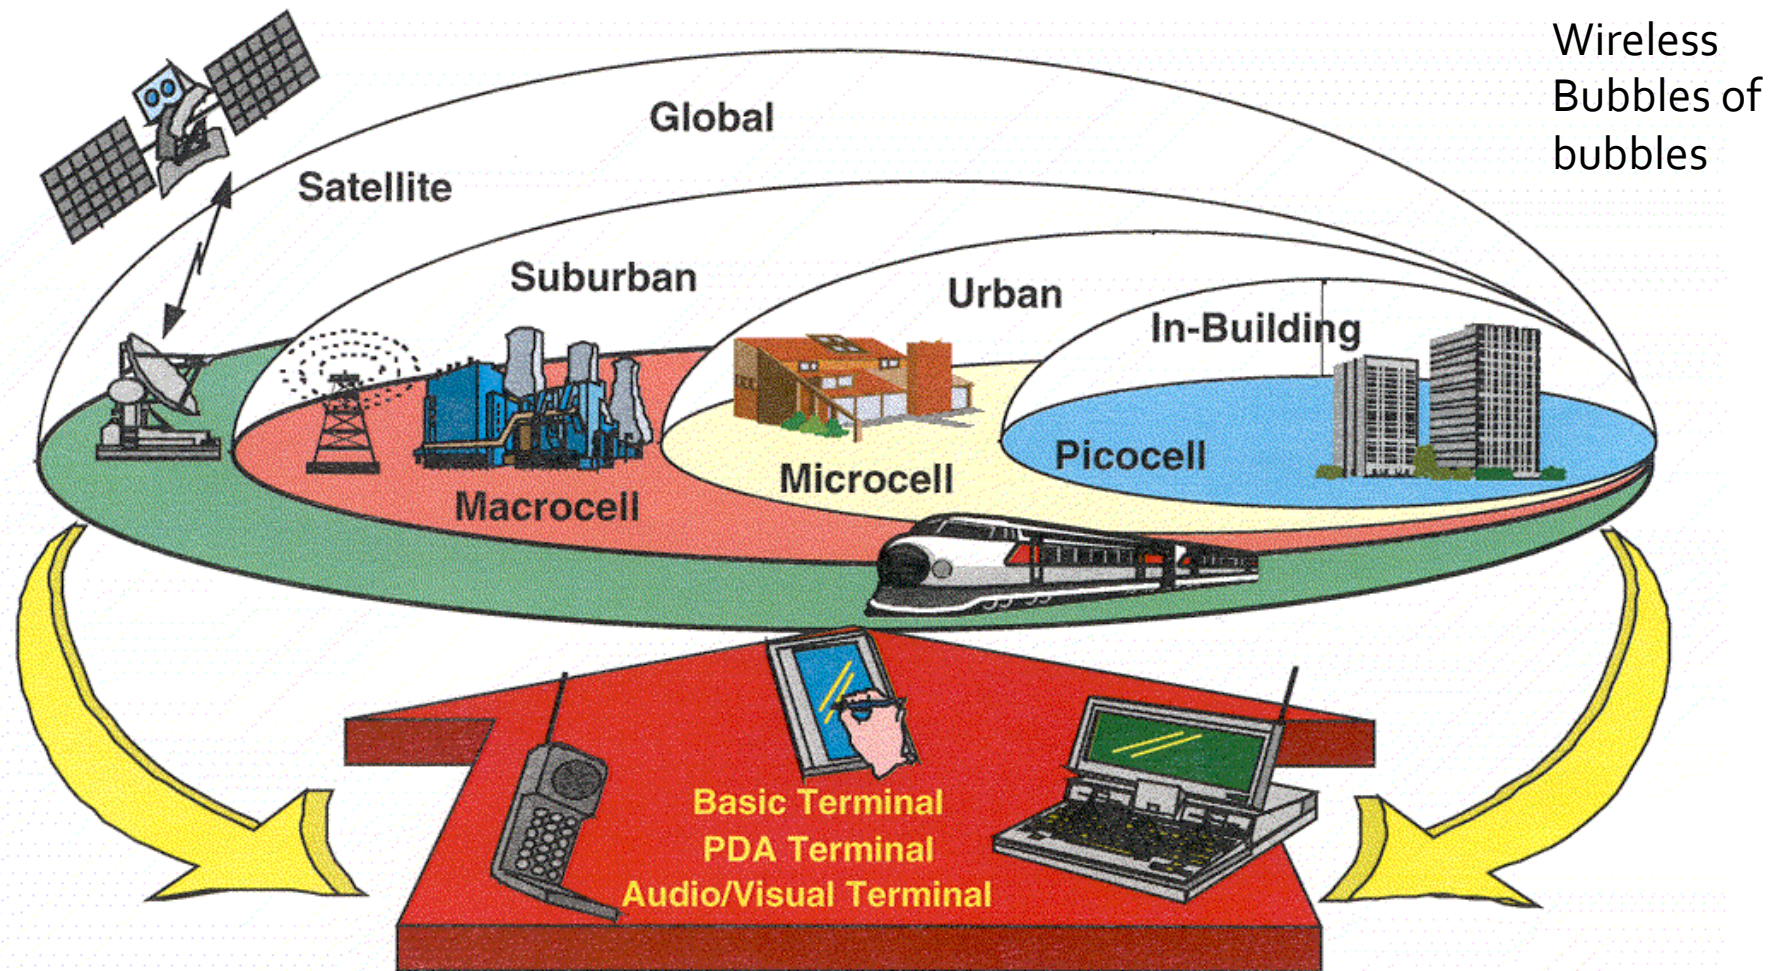 Wireless
Bubbles of
bubbles
Global
Satellite
Suburban
Urban
In-Building
Picocell
Microcell
Macrocell
Basic Terminal
PDA Terminal
Audio/Visual Terminal